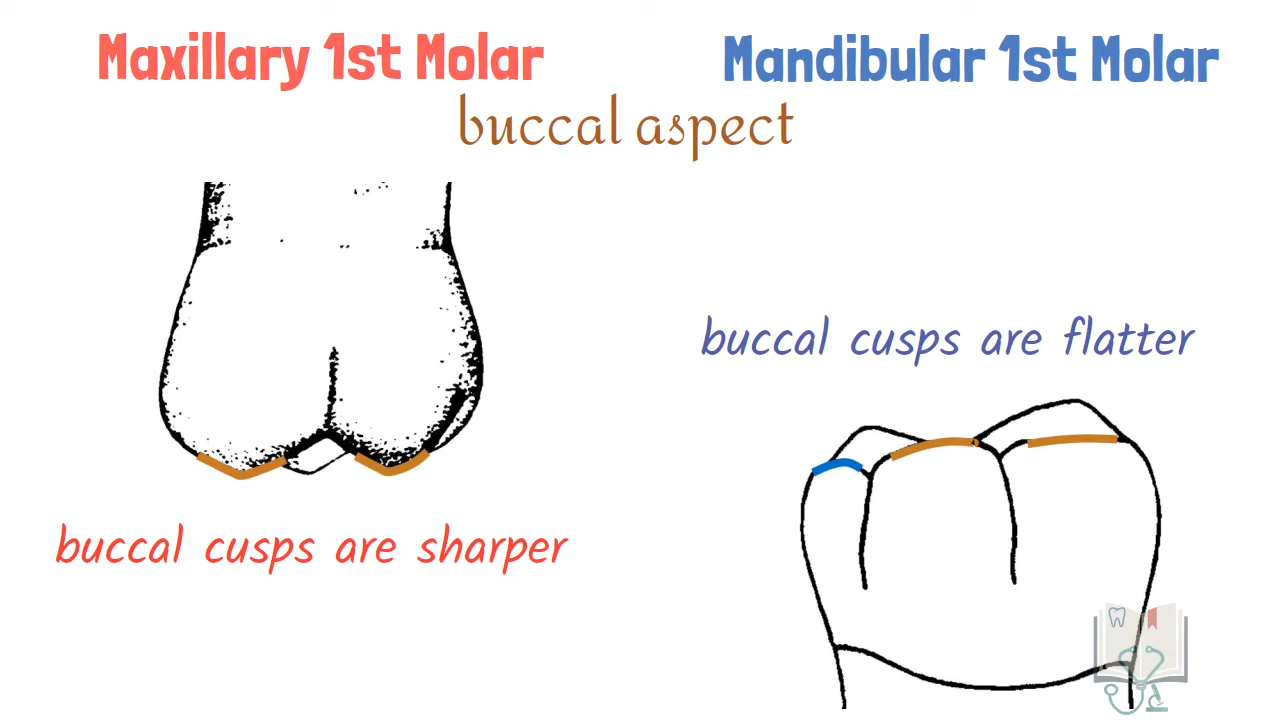 Maxillary 1st Molar
Mandibular 1st Molar
buccal aspect
buccal cusps are flatter
buccal cusps are sharper